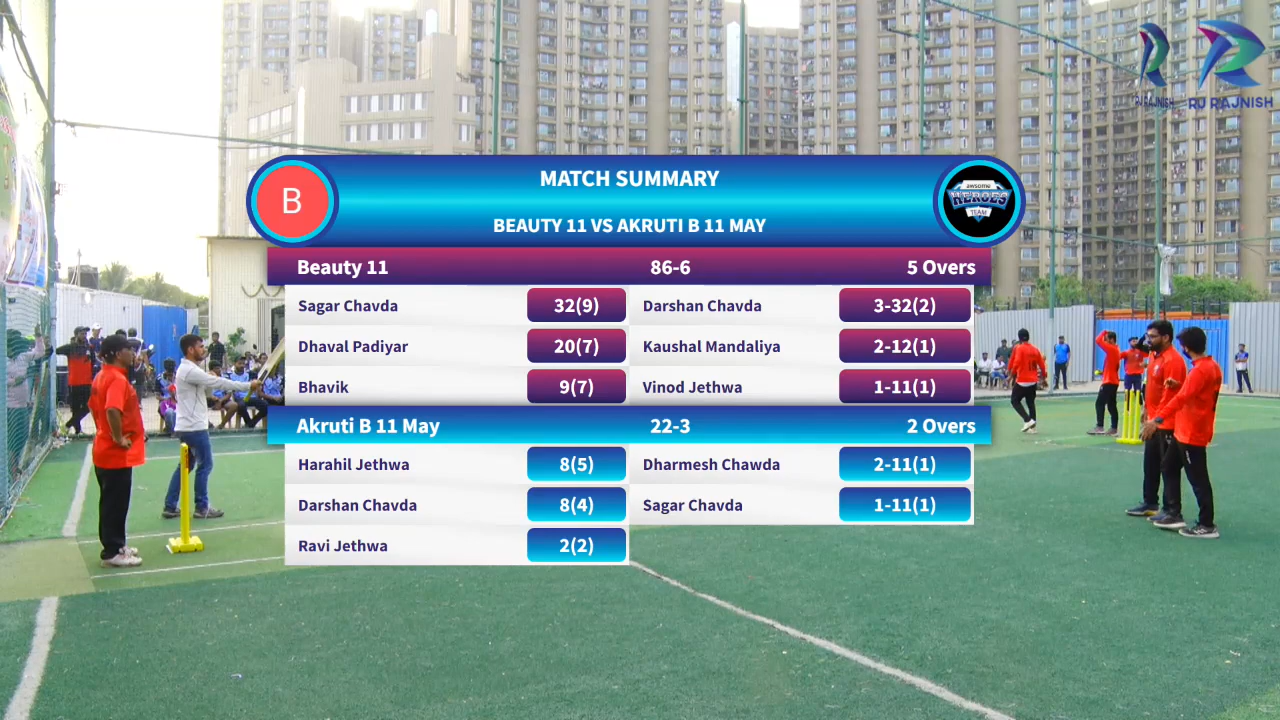 RU RAJNISH
RU RAJNISH
B
MATCH SUMMARY
BEAUTY 11 VS AKRUTI B 11 MAY
awsome
HEROES
TEAM
Beauty 11 86-6 5 Overs
Sagar Chavda 32(9) Darshan Chavda 3-32(2)
Dhaval Padiyar 20(7) Kaushal Mandaliya 2-12(1)
Bhavik 9(7) Vinod Jethwa 1-11(1)
Akruti B 11 May 22-3 2 Overs
Harahil Jethwa 8(5) Dharmesh Chawda 2-11(1)
Darshan Chavda 8(4) Sagar Chavda 1-11(1)
Ravi Jethwa 2(2)